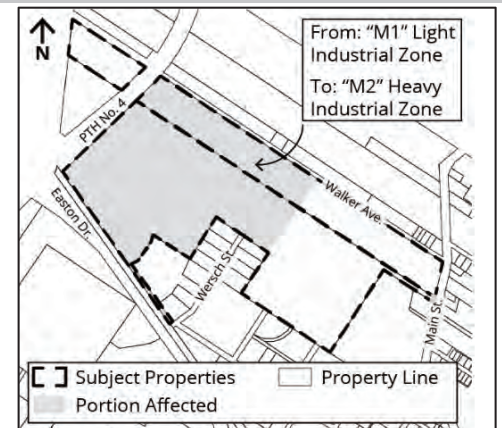 N
From: “M1” Light
Industrial Zone
To: “M2” Heavy
Industrial Zone
PTH No. 4
Easton Dr.
Walker Ave.
Wersch St.
Main St.
Subject Properties
Property Line
Portion Affected